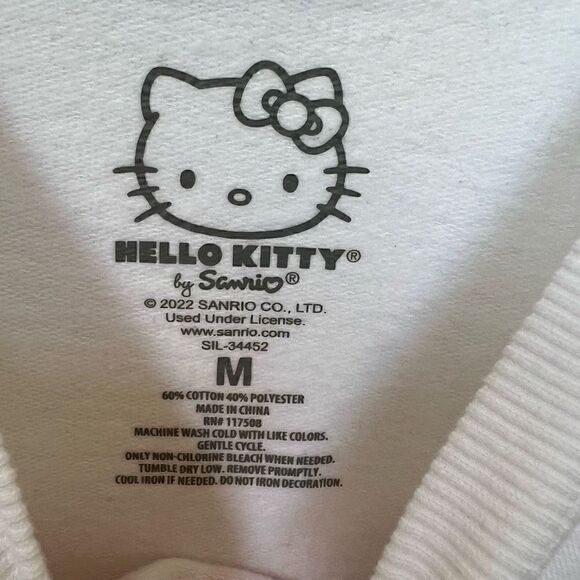 HELLO KITTY®
by Sanrio®
© 2022 SANRIO CO., LTD.
Used Under License.
www.sanrio.com
SIL-34452
M
60% COTTON 40% POLYESTER
MADE IN CHINA
RN# 117508
MACHINE WASH COLD WITH LIKE COLORS.
GENTLE CYCLE.
ONLY NON-CHLORINE BLEACH WHEN NEEDED.
TUMBLE DRY LOW. REMOVE PROMPTLY.
COOL IRON IF NEEDED. DO NOT IRON DECORATION.